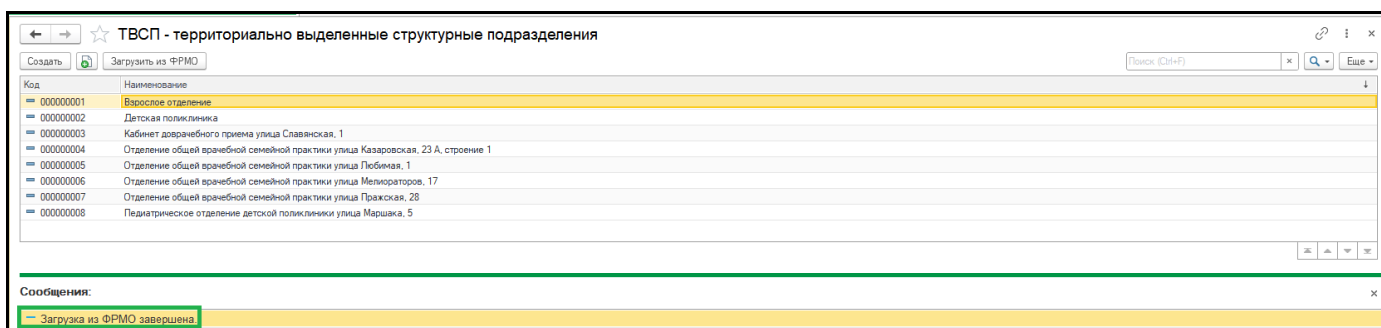 ТВСП - территориально выделенные структурные подразделения
Создать Загрузить из ФРМО Поиск (Ctrl+F) Еще
Код Наименование
000000001 Взрослое отделение
000000002 Детская поликлиника
000000003 Кабинет доврачебного приема улица Славянская, 1
000000004 Отделение общей врачебной семейной практики улица Казаровская, 23 А, строение 1
000000005 Отделение общей врачебной семейной практики улица Любимая, 1
000000006 Отделение общей врачебной семейной практики улица Мелиораторов, 17
000000007 Отделение общей врачебной семейной практики улица Пражская, 28
000000008 Педиатрическое отделение детской поликлиники улица Маршака, 5
Сообщения:
Загрузка из ФРМО завершена.